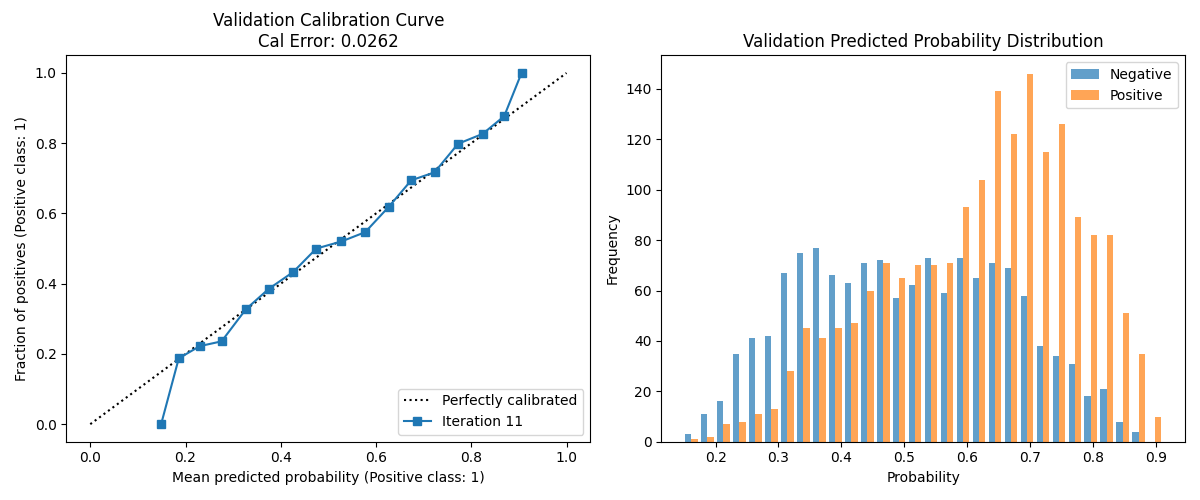 Validation Calibration Curve
Cal Error: 0.0262
Fraction of positives (Positive class: 1)
1.0
0.8
0.6
0.4
0.2
0.0
Perfectly calibrated
Iteration 11
0.0 0.2 0.4 0.6 0.8 1.0
Mean predicted probability (Positive class: 1)
Validation Predicted Probability Distribution
Frequency
140
120
100
80
60
40
20
0
Negative
Positive
0.2 0.3 0.4 0.5 0.6 0.7 0.8 0.9
Probability